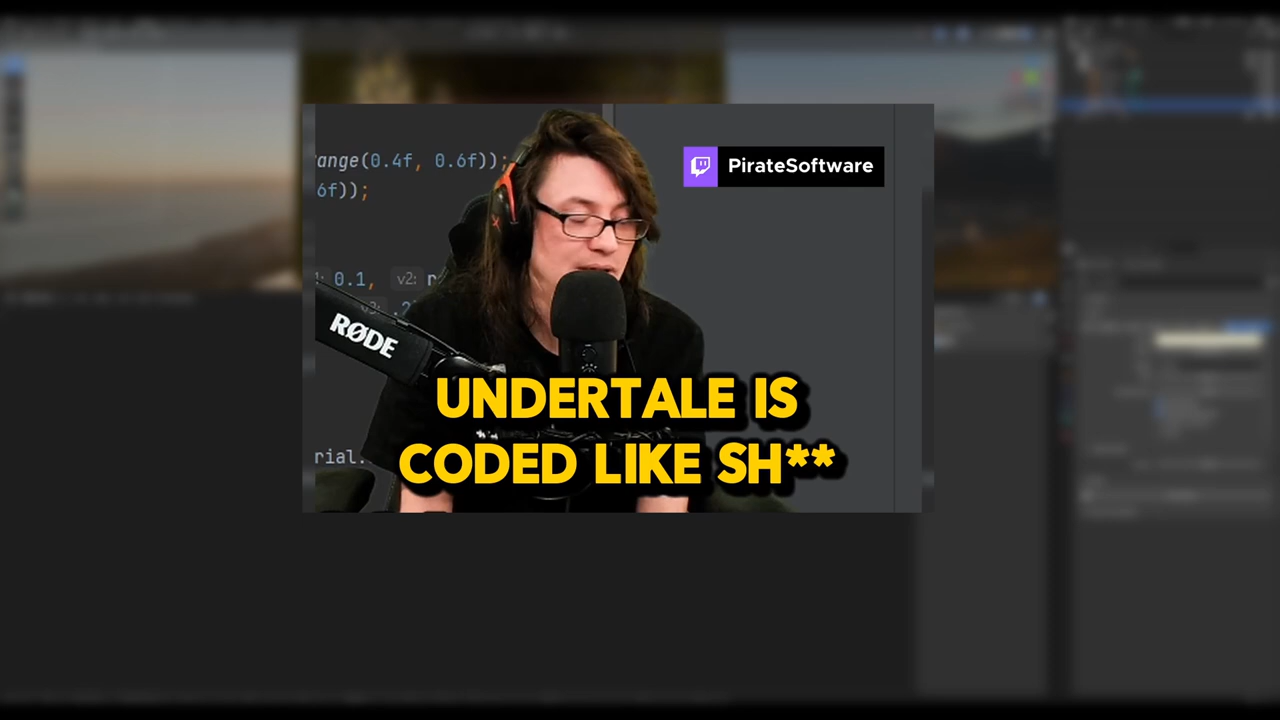 ange(0.4f, 0.6f));
PirateSoftware
6f));
0.1, v2: r
RØDE
UNDERTALE IS
CODED LIKE SH**
rial.